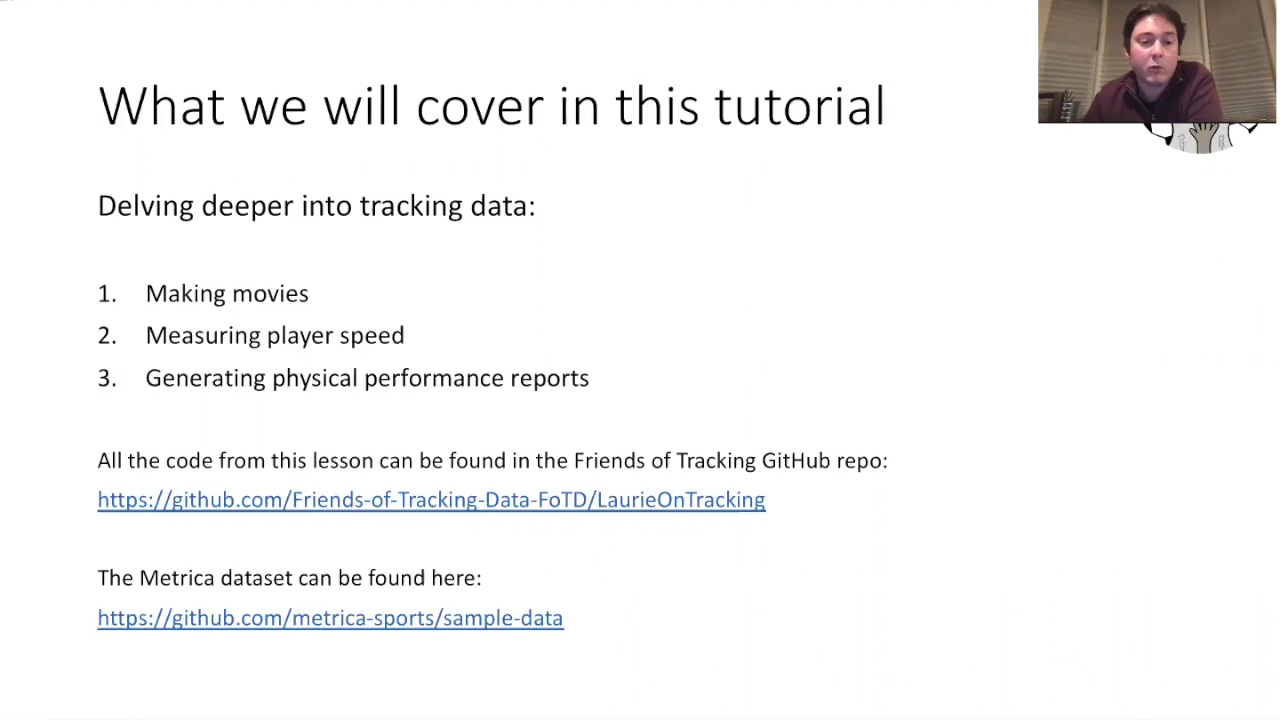 What we will cover in this tutorial
Delving deeper into tracking data:
1. Making movies
2. Measuring player speed
3. Generating physical performance reports
All the code from this lesson can be found in the Friends of Tracking GitHub repo:
https://github.com/Friends-of-Tracking-Data-FoTD/LaurieOnTracking
The Metrica dataset can be found here:
https://github.com/metrica-sports/sample-data